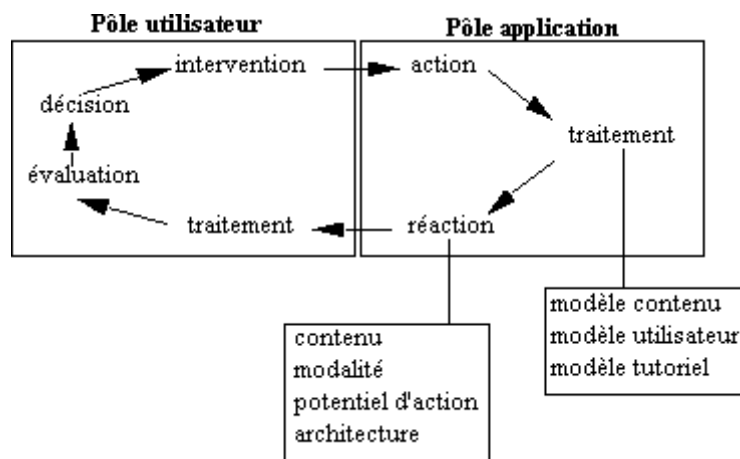 Pôle utilisateur
Pôle application
intervention
action
décision
traitement
évaluation
traitement
réaction
contenu
modalité
potentiel d'action
architecture
modèle contenu
modèle utilisateur
modèle tutoriel